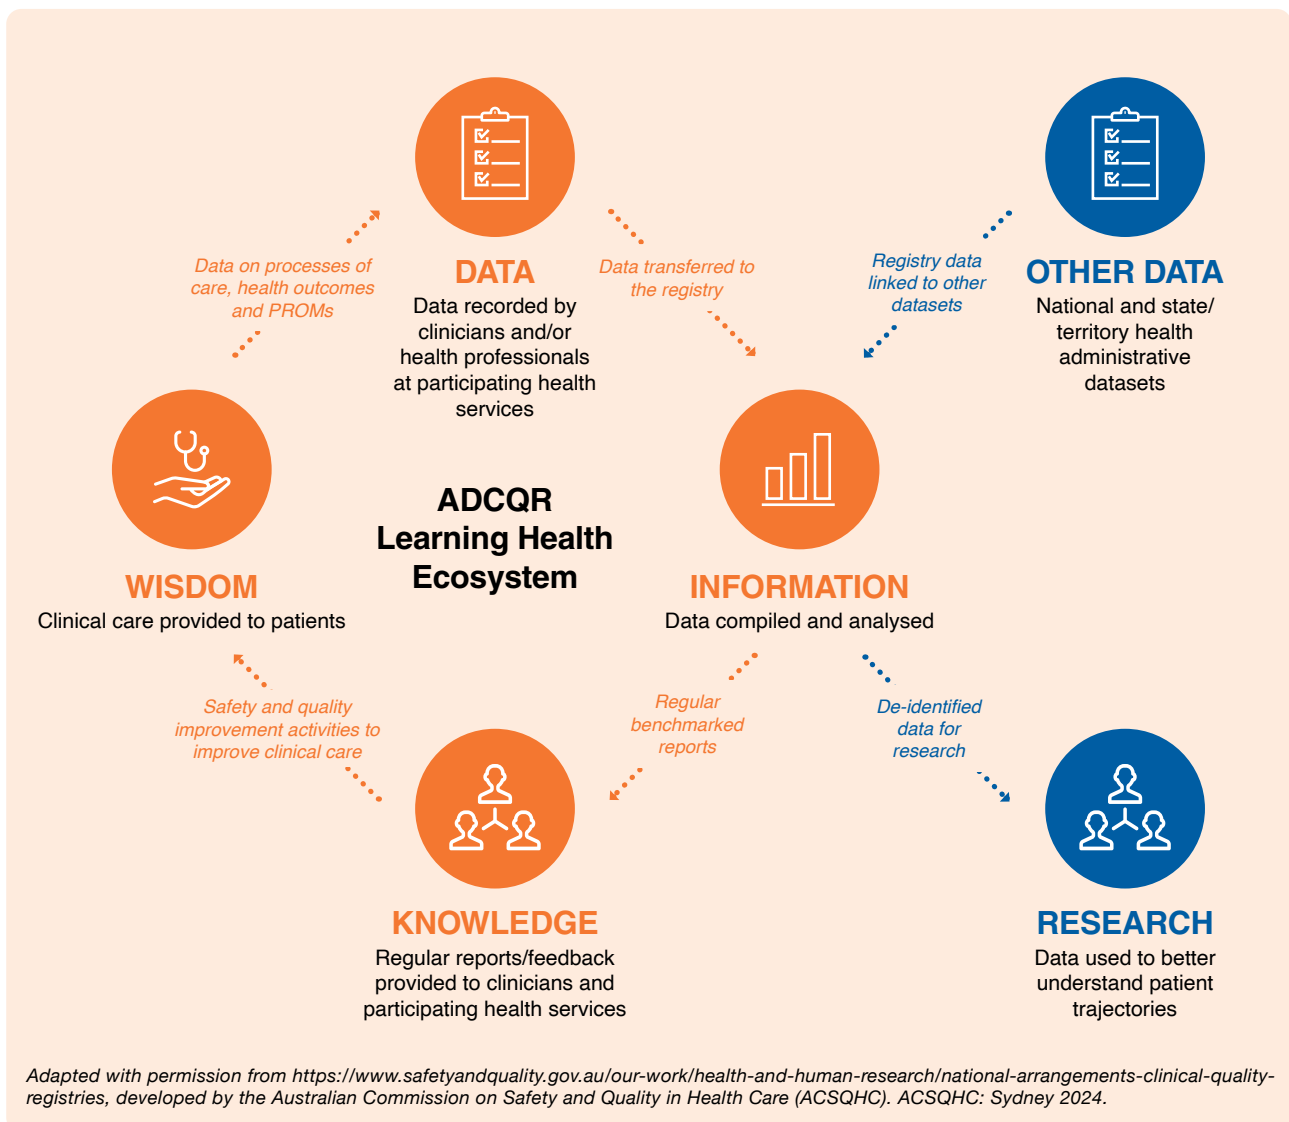 Data on processes of
care, health outcomes
and PROMs
DATA
Data recorded by
clinicians and/or
health professionals
at participating health
services
Data transferred to
the registry
Registry data
linked to other
datasets
OTHER DATA
National and state/
territory health
administrative
datasets
WISDOM
Clinical care provided to patients
ADCQR
Learning Health
Ecosystem
INFORMATION
Data compiled and analysed
Safety and quality
improvement activities to
improve clinical care
Regular
benchmarked
reports
De-identified
data for
research
KNOWLEDGE
Regular reports/feedback
provided to clinicians and
participating health services
RESEARCH
Data used to better
understand patient
trajectories
Adapted with permission from https://www.safetyandquality.gov.au/our-work/health-and-human-research/national-arrangements-clinical-quality-
registries, developed by the Australian Commission on Safety and Quality in Health Care (ACSQHC). ACSQHC: Sydney 2024.